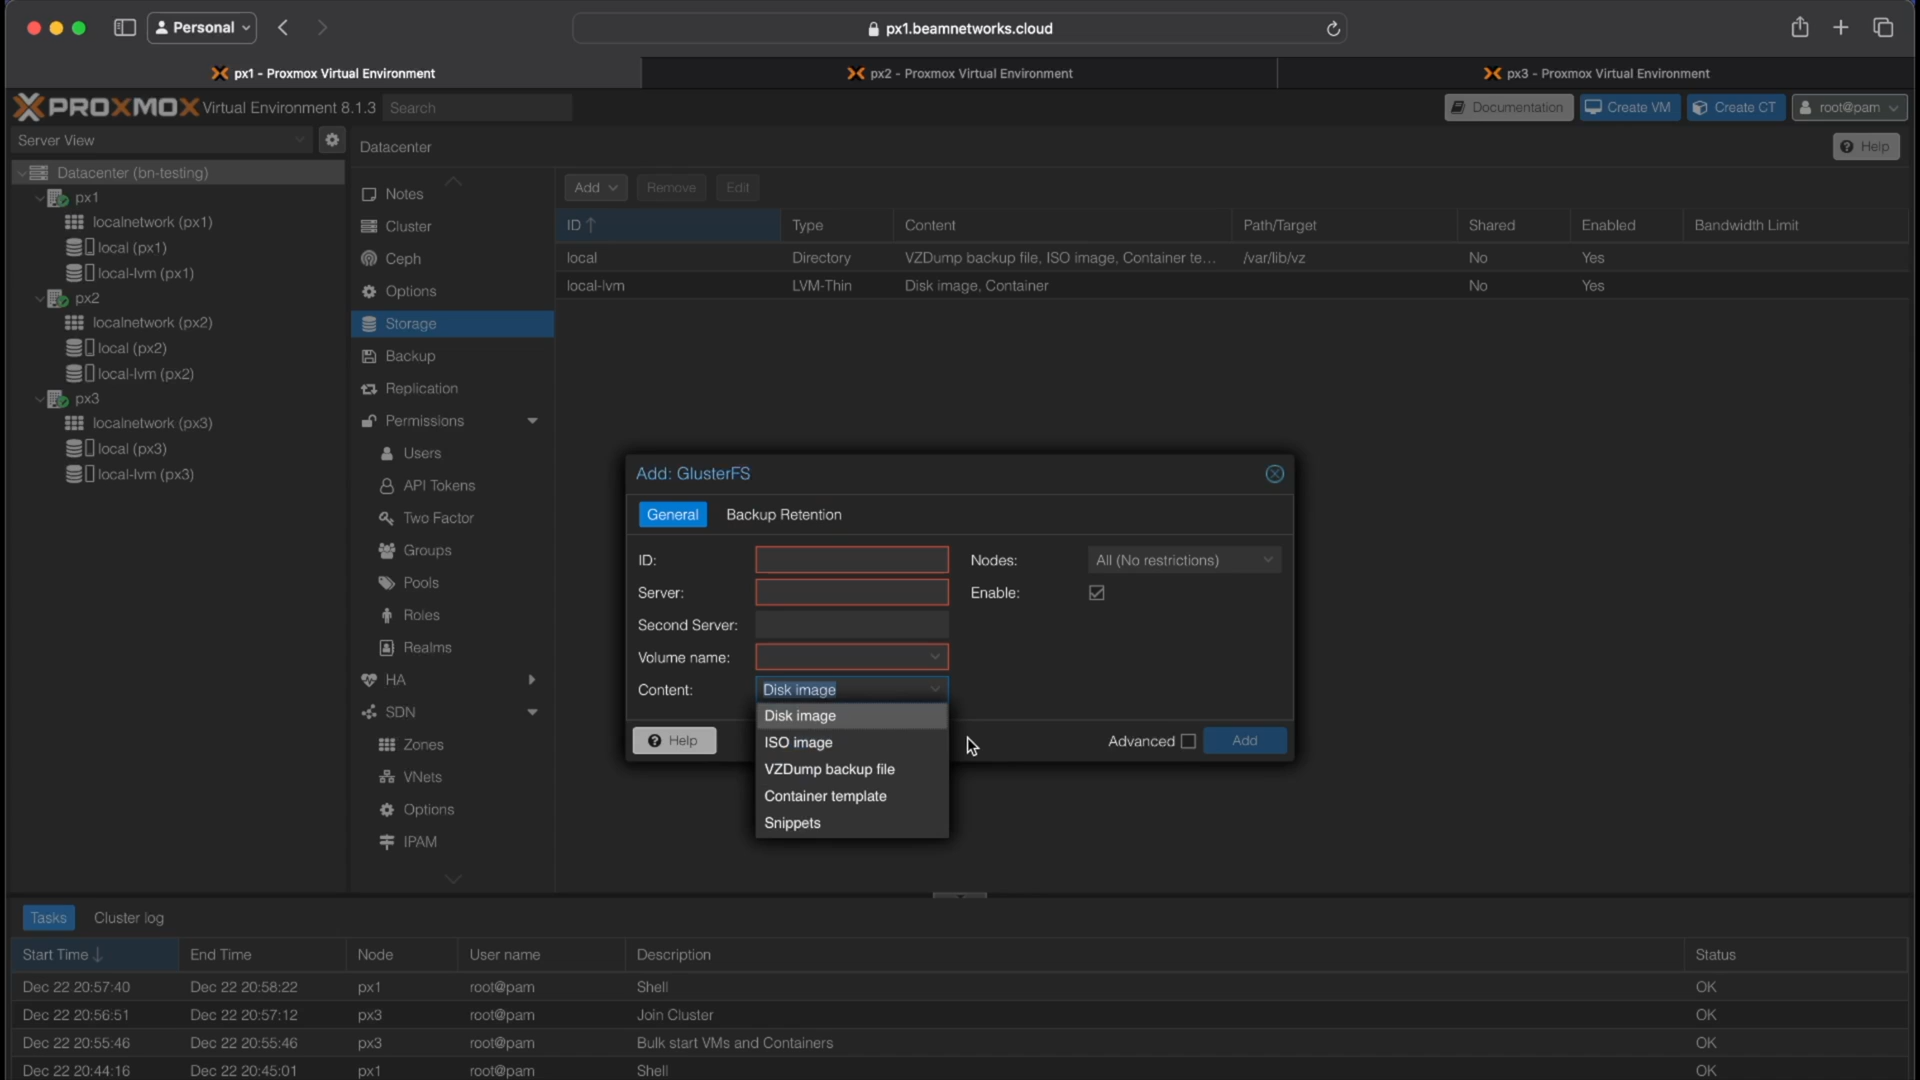 Personal
px1.beamnetworks.cloud
px1 - Proxmox Virtual Environment
px2 - Proxmox Virtual Environment
px3 - Proxmox Virtual Environment
PROXMOX Virtual Environment 8.1.3 Search
Documentation Create VM Create CT root@pam
Server View
Datacenter
Help
Datacenter (bn-testing)
px1
localnetwork (px1)
local (px1)
local-lvm (px1)
px2
localnetwork (px2)
local (px2)
local-lvm (px2)
px3
localnetwork (px3)
local (px3)
local-lvm (px3)
Notes
Cluster
Ceph
Options
Storage
Backup
Replication
Permissions
Users
API Tokens
Two Factor
Groups
Pools
Roles
Realms
HA
SDN
Zones
VNets
Options
IPAM
Add Remove Edit
ID Type Content Path/Target Shared Enabled Bandwidth Limit
local Directory VZDump backup file, ISO image, Container te... /var/lib/vz No Yes
local-lvm LVM-Thin Disk image, Container No Yes
Add: GlusterFS
General Backup Retention
ID: Nodes: All (No restrictions)
Server: Enable:
Second Server:
Volume name:
Content: Disk image
Disk image
ISO image
VZDump backup file
Container template
Snippets
Help Advanced Add
Tasks Cluster log
Start Time End Time Node User name Description Status
Dec 22 20:57:40 Dec 22 20:58:22 px1 root@pam Shell OK
Dec 22 20:56:51 Dec 22 20:57:12 px3 root@pam Join Cluster OK
Dec 22 20:55:46 Dec 22 20:55:46 px3 root@pam Bulk start VMs and Containers OK
Dec 22 20:44:16 Dec 22 20:45:01 px1 root@pam Shell OK